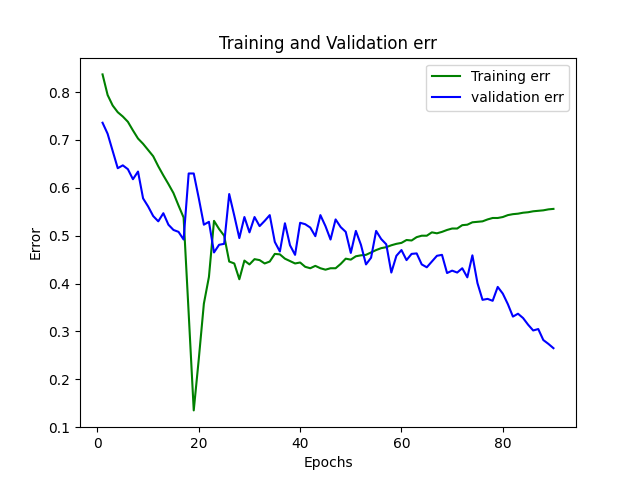 Training and Validation err
Training err
validation err
0.8
0.7
0.6
0.5
0.4
0.3
0.2
0.1
Error
0
20
40
60
80
Epochs